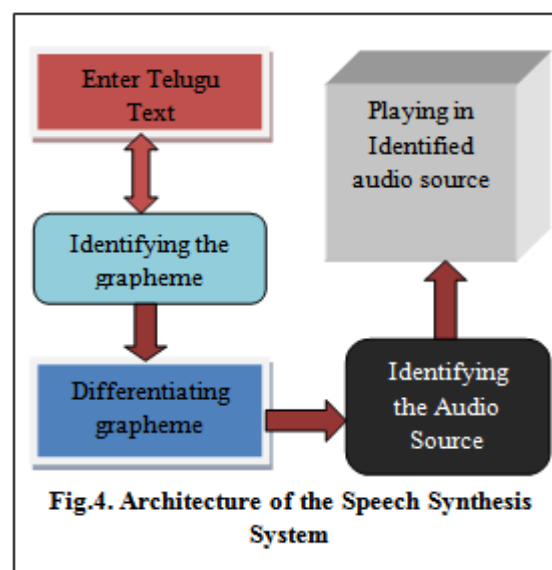 Enter Telugu
Text
Identifying the
grapheme
Differentiating
grapheme
Identifying
the Audio
Source
Playing in
Identified
audio source
Fig.4. Architecture of the Speech Synthesis
System